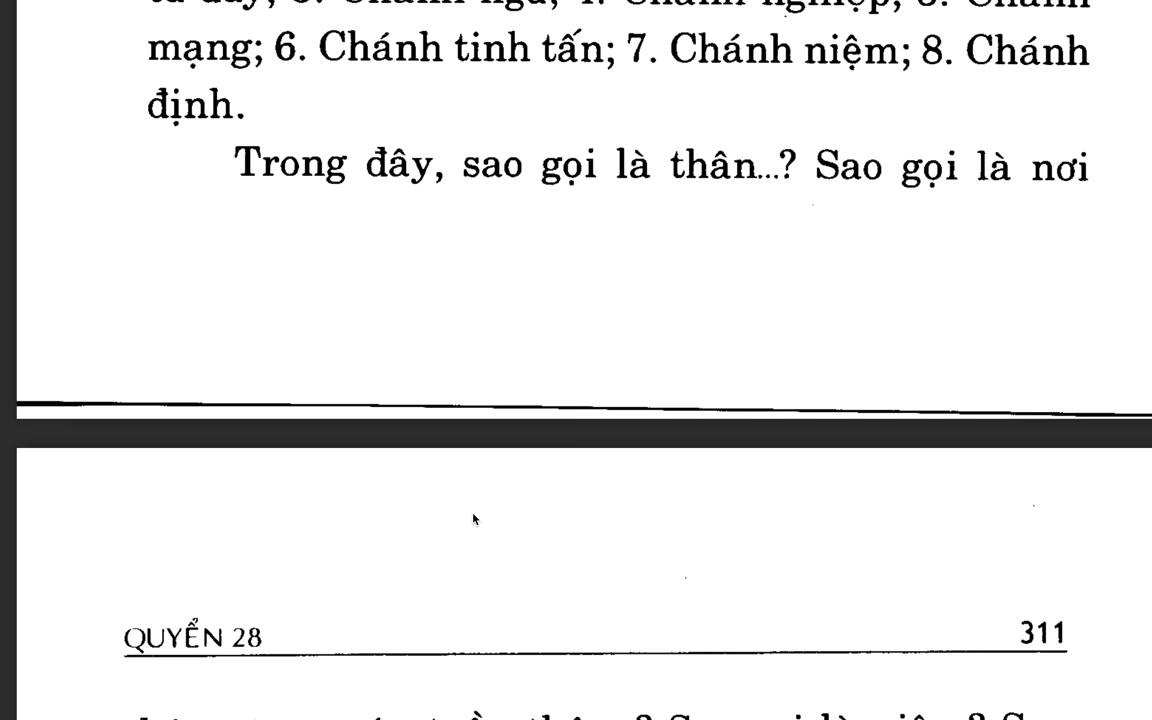 mạng; 6. Chánh tinh tấn; 7. Chánh niệm; 8. Chánh
định.
Trong đây, sao gọi là thân...? Sao gọi là nơi
QUYỂN 28 311